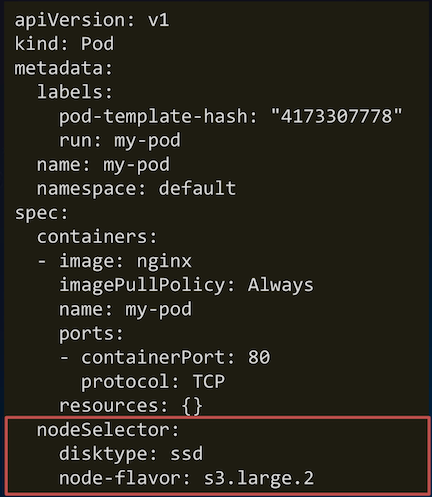 apiVersion: v1
kind: Pod
metadata:
  labels:
    pod-template-hash: "4173307778"
    run: my-pod
  name: my-pod
  namespace: default
spec:
  containers:
  - image: nginx
    imagePullPolicy: Always
    name: my-pod
    ports:
    - containerPort: 80
      protocol: TCP
    resources: {}
  nodeSelector:
    disktype: ssd
    node-flavor: s3.large.2